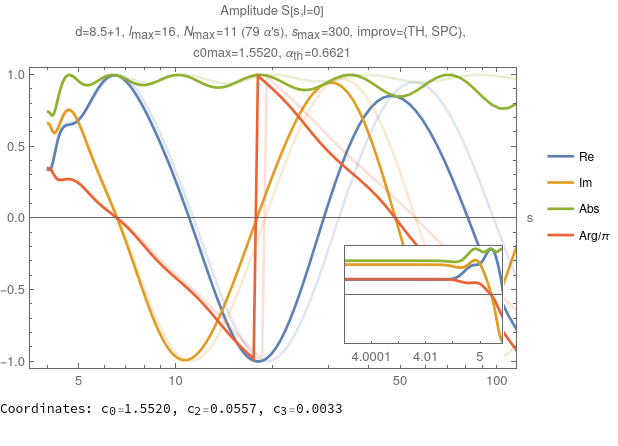 Amplitude S[s,l=0]
d=8.5+1, lmax=16, Nmax=11 (79 α's), smax=300, improv={TH, SPC},
c0max=1.5520, αth=0.6621
1.0
0.5
0.0
−0.5
−1.0
5
10
50
100
s
Re
Im
Abs
Arg/π
4.0001
4.01
5
Coordinates: c0=1.5520, c2=0.0557, c3=0.0033